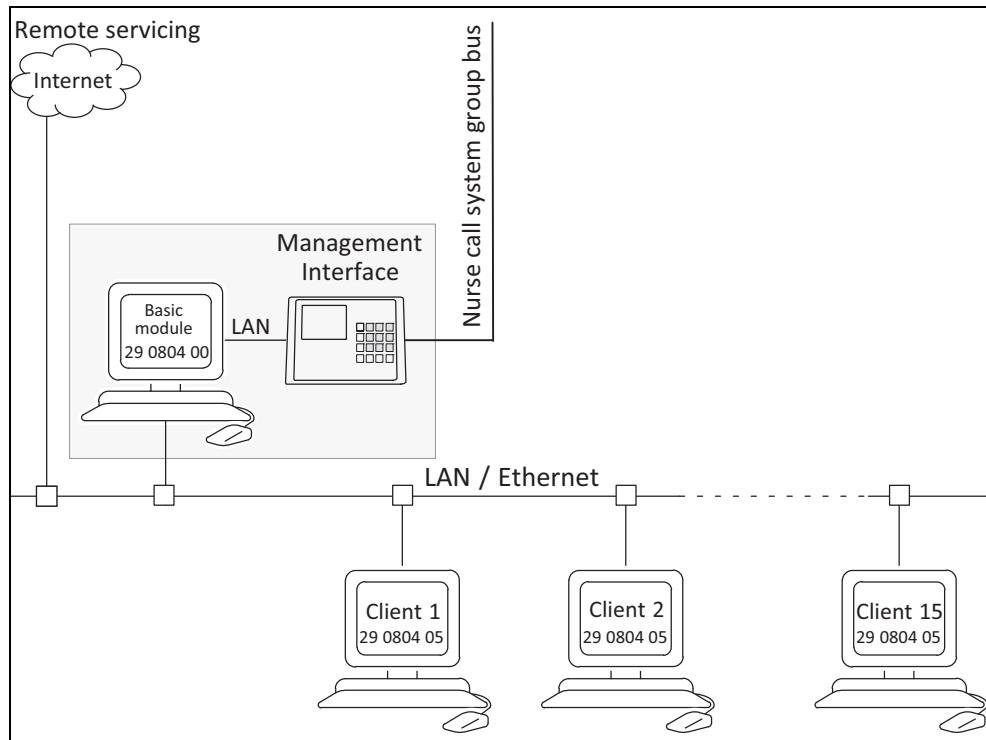 Remote servicing
Internet
Nurse call system group bus
Management
Interface
Basic
module
29 0804 00
LAN
LAN / Ethernet
Client 1
29 0804 05
Client 2
29 0804 05
Client 15
29 0804 05